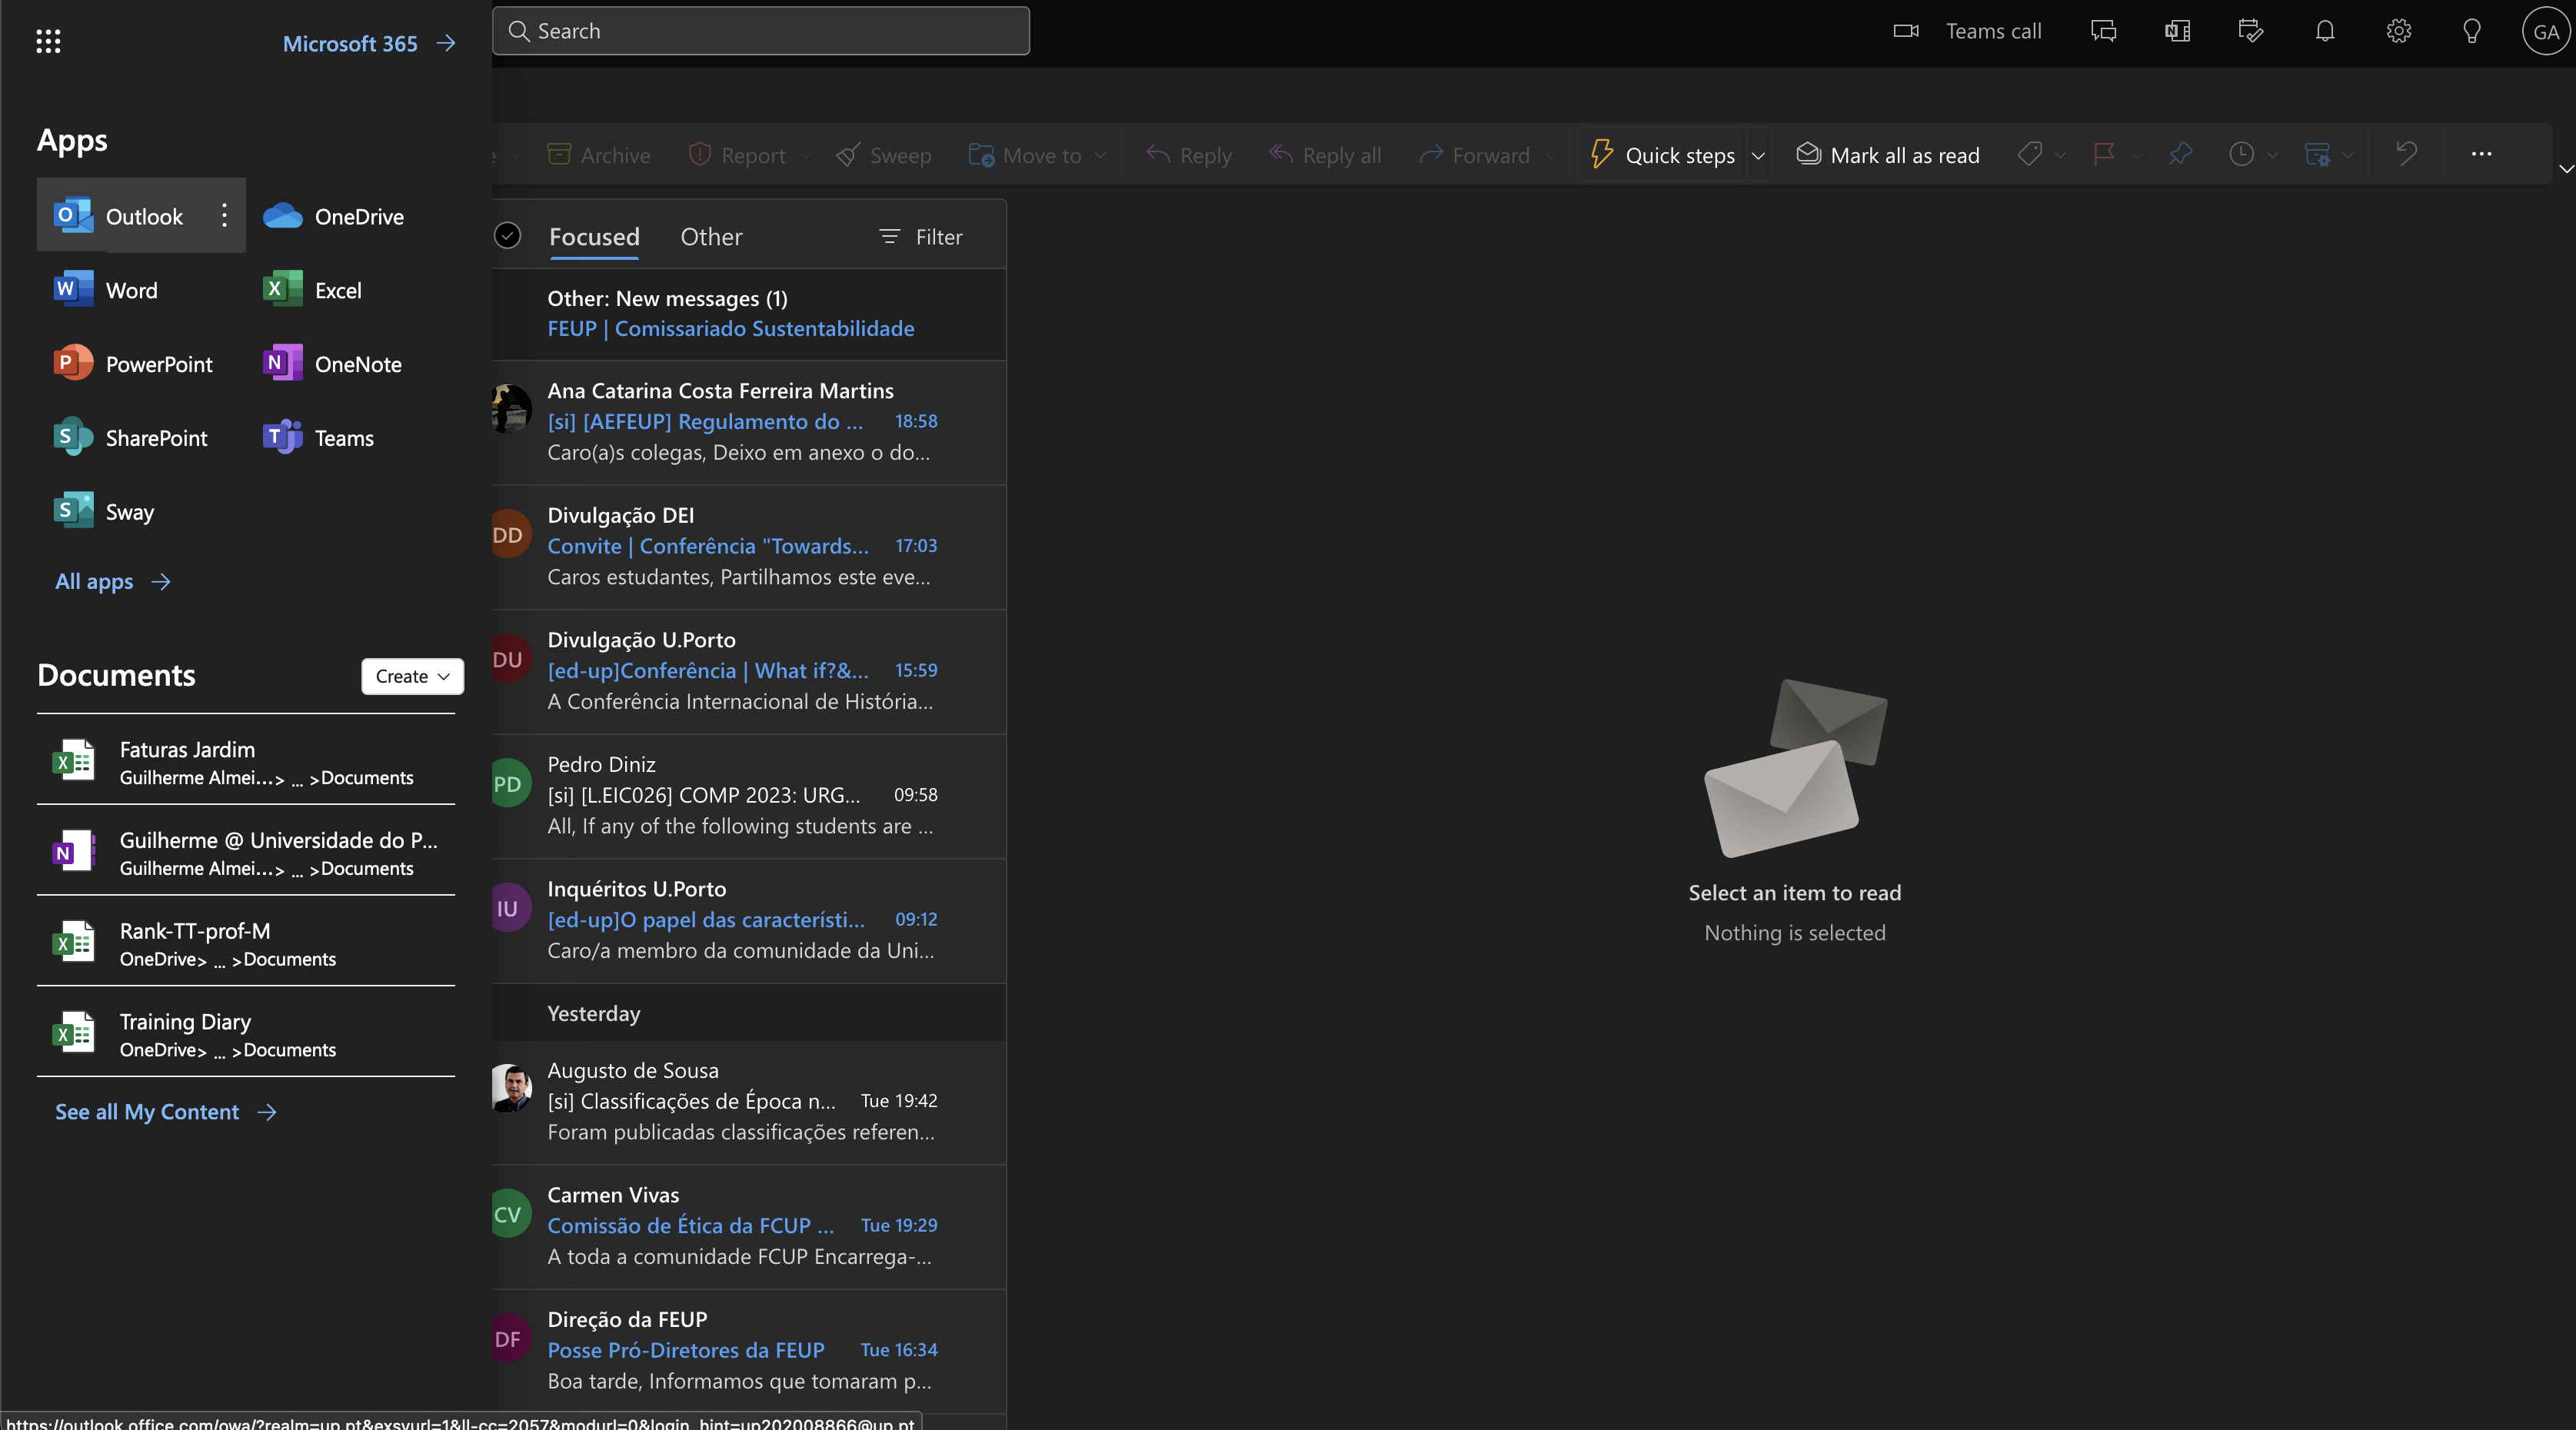 Microsoft 365
Search
Teams call
GA
Apps
Outlook
OneDrive
Word
Excel
PowerPoint
OneNote
SharePoint
Teams
Sway
All apps
Documents
Create
Faturas Jardim
Guilherme Almei...> ... >Documents
Guilherme @ Universidade do P...
Guilherme Almei...> ... >Documents
Rank-TT-prof-M
OneDrive> ... >Documents
Training Diary
OneDrive> ... >Documents
See all My Content
Archive
Report
Sweep
Move to
Reply
Reply all
Forward
Quick steps
Mark all as read
Focused
Other
Filter
Other: New messages (1)
FEUP | Comissariado Sustentabilidade
Ana Catarina Costa Ferreira Martins
[si] [AEFEUP] Regulamento do ... 18:58
Caro(a)s colegas, Deixo em anexo o do...
DD
Divulgação DEI
Convite | Conferência "Towards... 17:03
Caros estudantes, Partilhamos este eve...
DU
Divulgação U.Porto
[ed-up]Conferência | What if?&... 15:59
A Conferência Internacional de História...
PD
Pedro Diniz
[si] [L.EIC026] COMP 2023: URG... 09:58
All, If any of the following students are ...
IU
Inquéritos U.Porto
[ed-up]O papel das característi... 09:12
Caro/a membro da comunidade da Uni...
Yesterday
Augusto de Sousa
[si] Classificações de Época n... Tue 19:42
Foram publicadas classificações referen...
CV
Carmen Vivas
Comissão de Ética da FCUP ... Tue 19:29
A toda a comunidade FCUP Encarrega-...
DF
Direção da FEUP
Posse Pró-Diretores da FEUP Tue 16:34
Boa tarde, Informamos que tomaram p...
Select an item to read
Nothing is selected
https://outlook.office.com/owa/?realm=up.pt&exsvurl=1&ll-cc=2057&modurl=0&login_hint=up202008866@up.pt